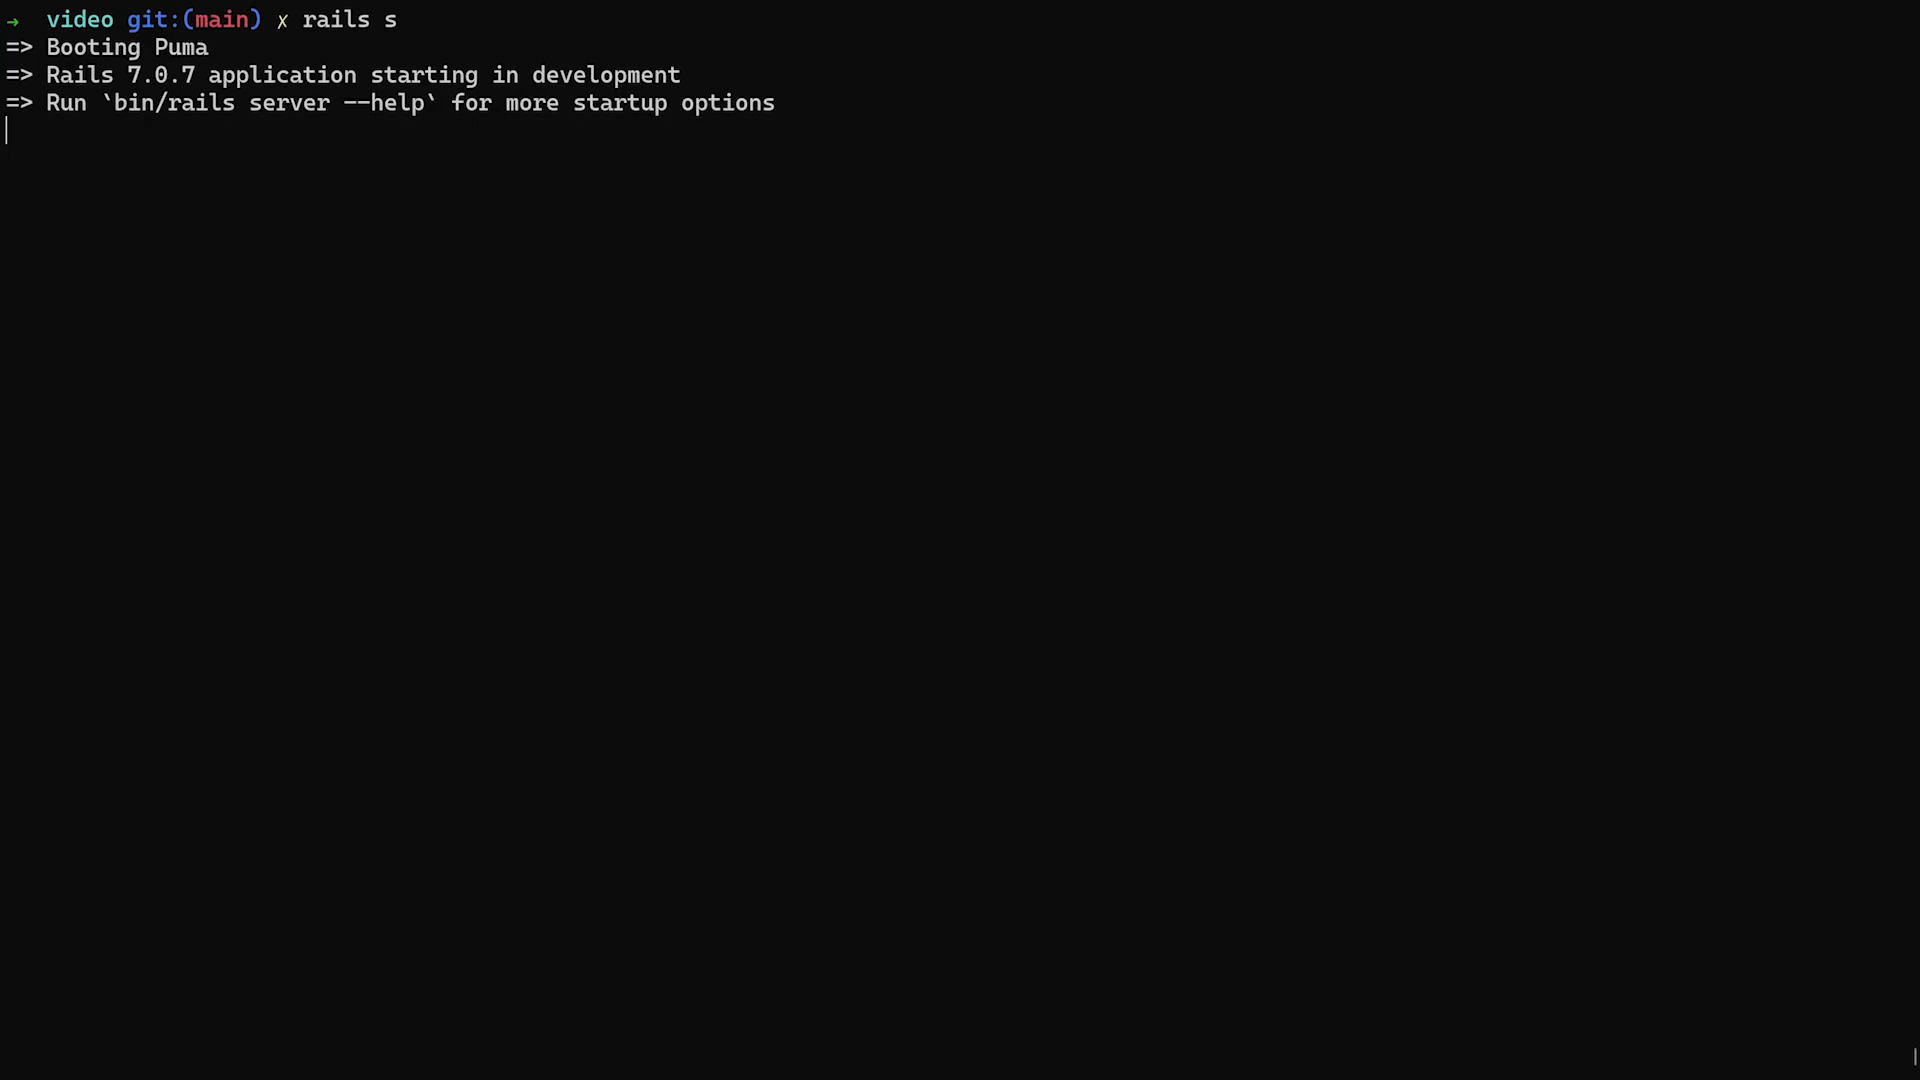 → video git:(main) ✗ rails s
=> Booting Puma
=> Rails 7.0.7 application starting in development
=> Run `bin/rails server --help` for more startup options